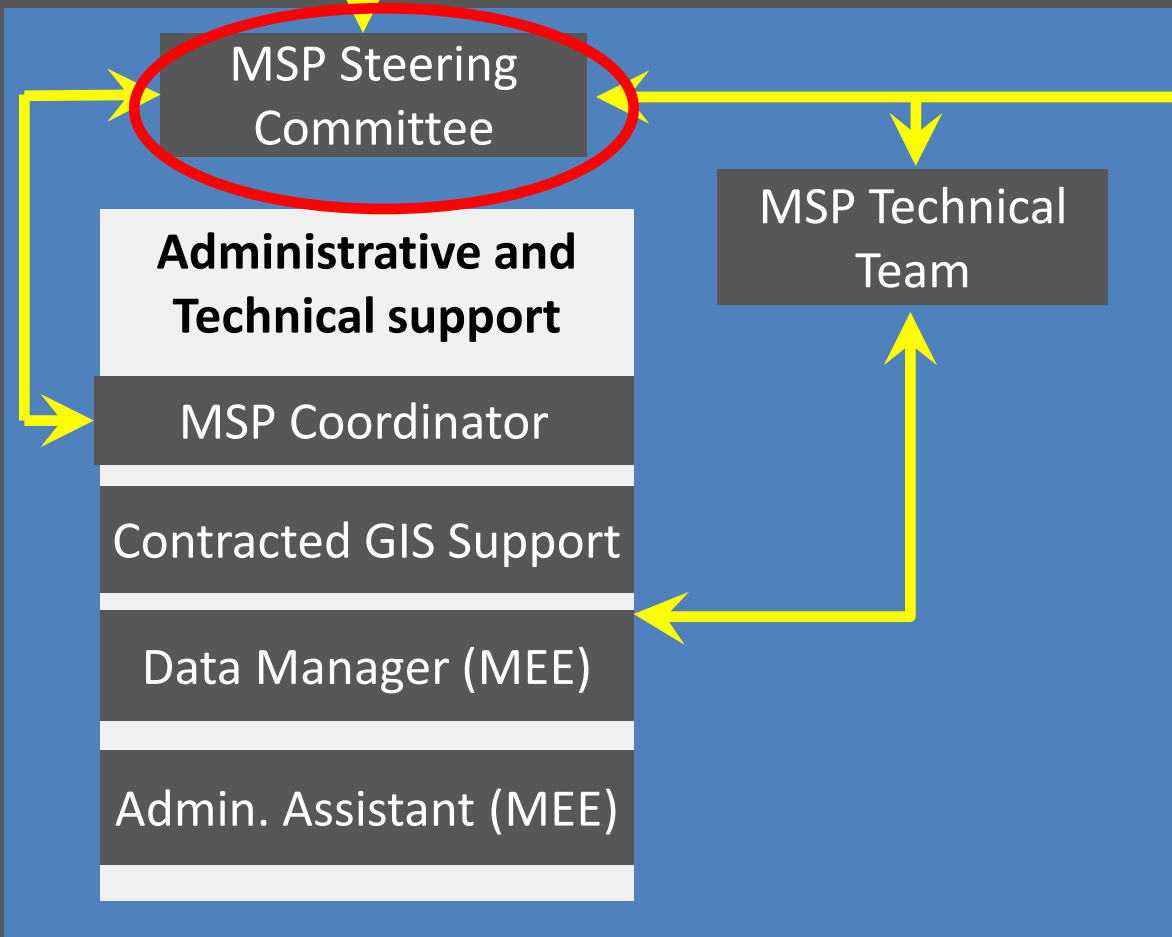 MSP Steering
Committee
MSP Technical
Team
Administrative and
Technical support
MSP Coordinator
Contracted GIS Support
Data Manager (MEE)
Admin. Assistant (MEE)